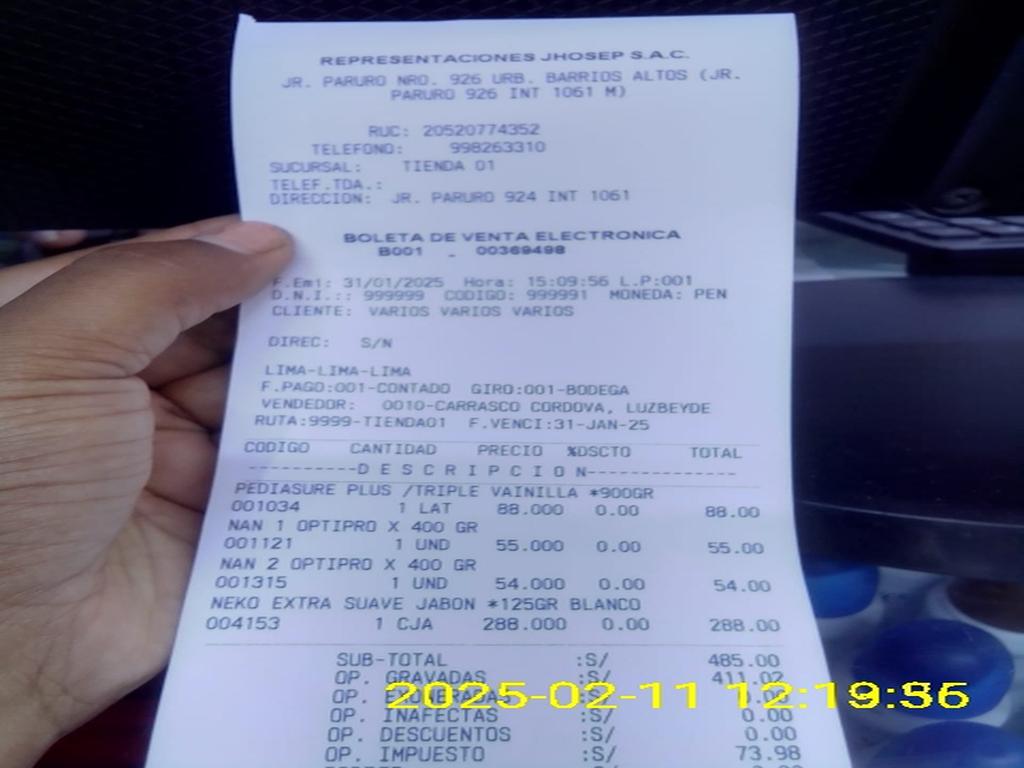 REPRESENTACIONES JHOSEP S.A.C.
JR. PARURO NRO. 926 URB. BARRIOS ALTOS (JR.
PARURO 926 INT 1061 M)
RUC: 20520774352
TELEFONO: 998263310
SUCURSAL: TIENDA 01
TELEF.TDA.:
DIRECCION: JR. PARURO 924 INT 1061
BOLETA DE VENTA ELECTRONICA
B001 - 00369498
F.Emi: 31/01/2025 Hora: 15:09:56 L.P:001
D.N.I.:: 999999 CODIGO: 999991 MONEDA: PEN
CLIENTE: VARIOS VARIOS VARIOS
DIREC: S/N
LIMA-LIMA-LIMA
F.PAGO:001-CONTADO GIRO:001-BODEGA
VENDEDOR: 0010-CARRASCO CORDOVA, LUZBEYDE
RUTA:9999-TIENDA01 F.VENCI:31-JAN-25
CODIGO CANTIDAD PRECIO %DSCTO TOTAL
----------D E S C R I P C I O N--------------
PEDIASURE PLUS /TRIPLE VAINILLA *900GR
001034 1 LAT 88.000 0.00 88.00
NAN 1 OPTIPRO X 400 GR
001121 1 UND 55.000 0.00 55.00
NAN 2 OPTIPRO X 400 GR
001315 1 UND 54.000 0.00 54.00
NEKO EXTRA SUAVE JABON *125GR BLANCO
004153 1 CJA 288.000 0.00 288.00
SUB-TOTAL :S/ 485.00
OP. GRAVADAS :S/ 411.02
OP. EXONERADAS :S/ 0.00
2025-02-11 12:19:36
OP. INAFECTAS :S/ 0.00
OP. DESCUENTOS :S/ 0.00
OP. IMPUESTO :S/ 73.98